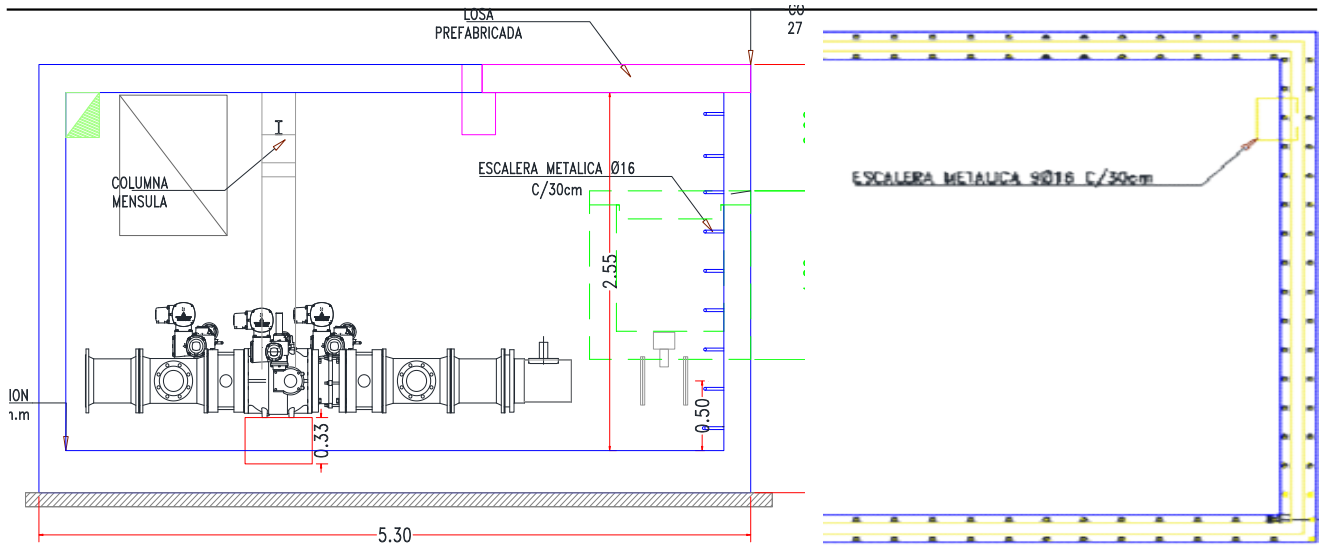 LOSA
PREFABRICADA
27
I
COLUMNA
MENSULA
ESCALERA METALICA Ø16
C/30cm
2.55
0.50
0.33
ION
5.30
ESCALERA METALICA 9Ø16 C/30cm